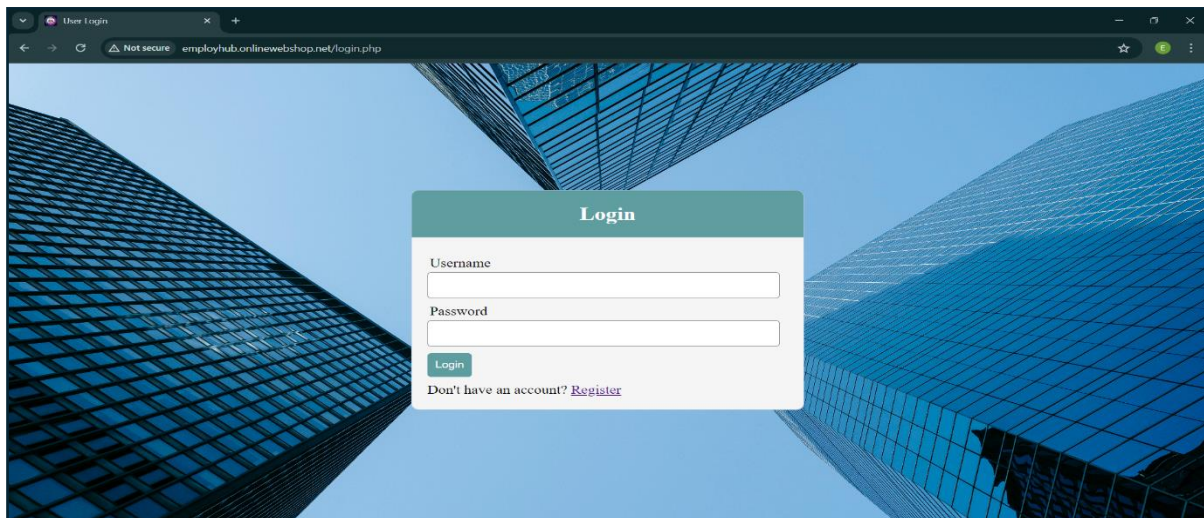 User Login
Not secure employhub.onlinewebshop.net/login.php
E
Login
Username
Password
Login
Don't have an account? Register